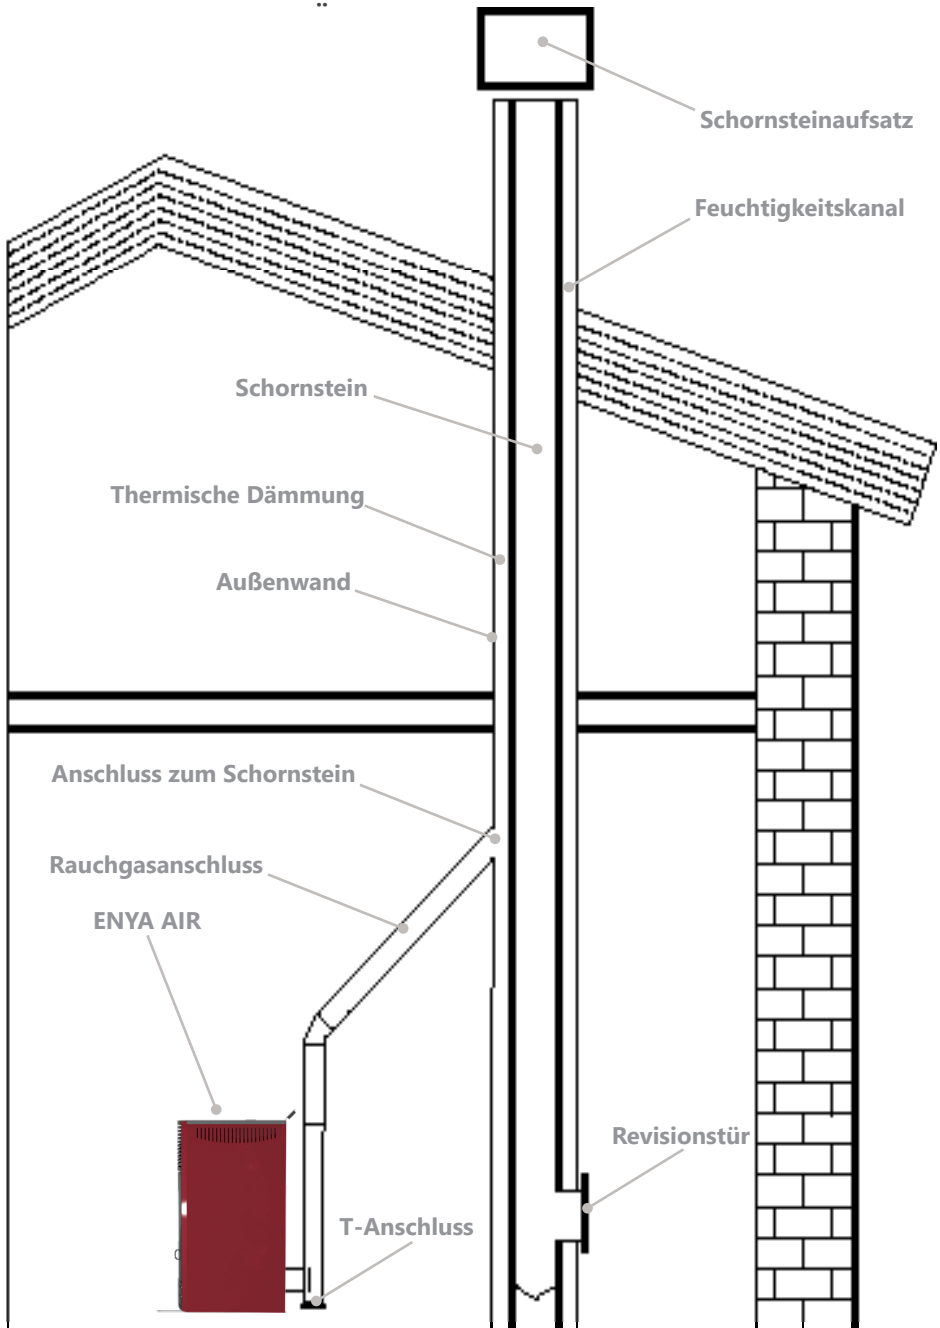 Schornsteinaufsatz
Feuchtigkeitskanal
Schornstein
Thermische Dämmung
Außenwand
Anschluss zum Schornstein
Rauchgasanschluss
ENYA AIR
Revisionstür
T-Anschluss